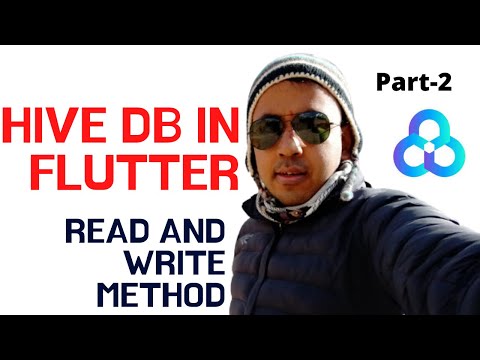 Part-2
HIVE DB IN
FLUTTER
READ AND
WRITE
METHOD